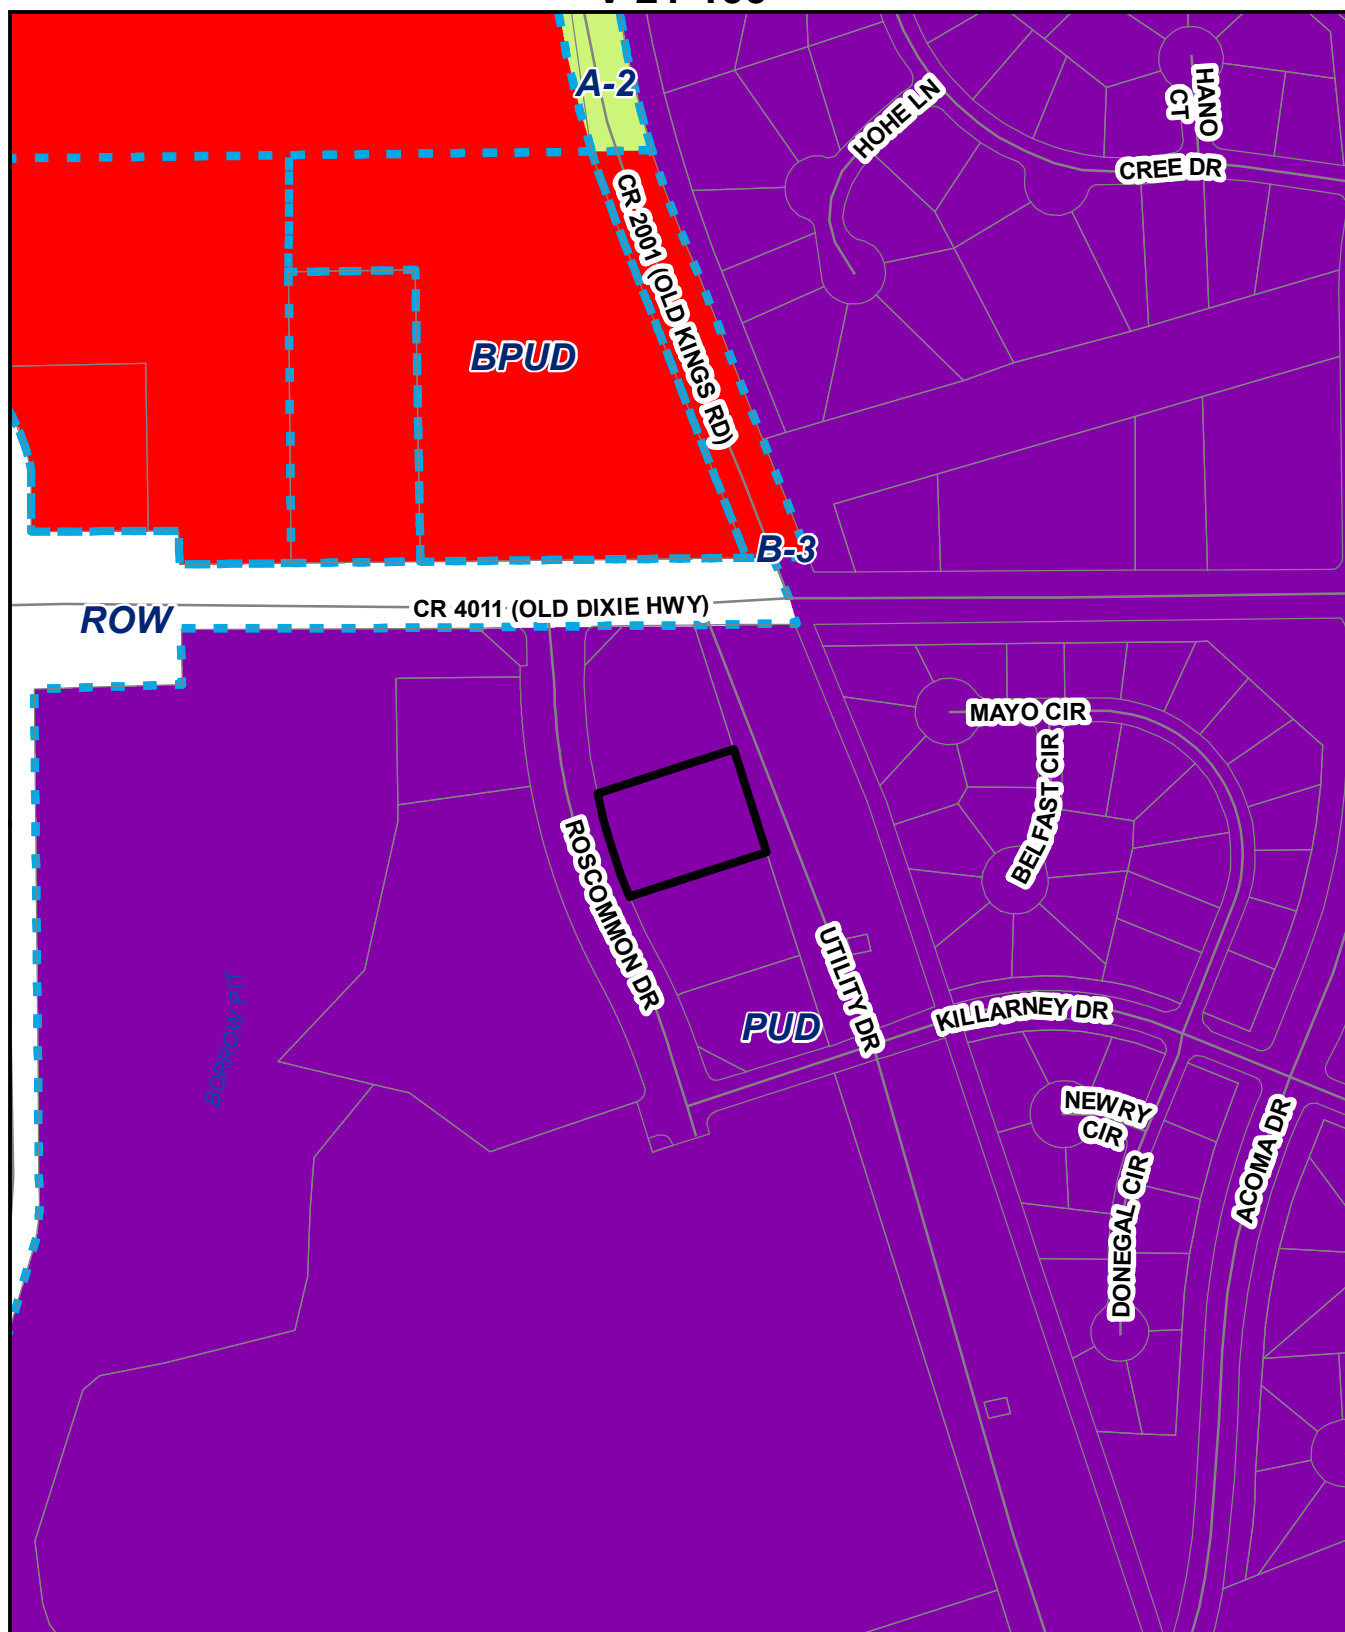 A-2
HOHE LN
HANO
CT
CREE DR
CR 2001 (OLD KINGS RD)
BPUD
B-3
CR 4011 (OLD DIXIE HWY)
ROW
MAYO CIR
BELFAST CIR
ROSCOMMON DR
UTILITY DR
BORROW PIT
PUD
KILLARNEY DR
NEWRY
CIR
ACOMA DR
DONEGAL CIR